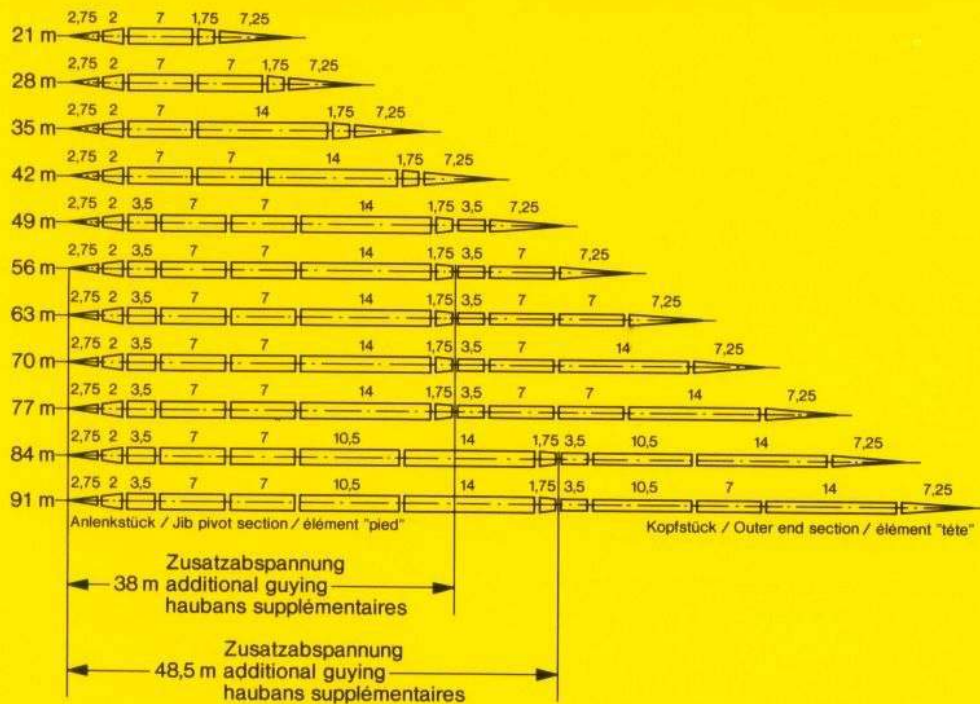 2,75 2 7 1,75 7,25
21 m
2,75 2 7 7 1,75 7,25
28 m
2,75 2 7 14 1,75 7,25
35 m
2,75 2 7 7 14 1,75 7,25
42 m
2,75 2 3,5 7 7 14 1,75 3,5 7,25
49 m
2,75 2 3,5 7 7 14 1,75 3,5 7 7,25
56 m
2,75 2 3,5 7 7 14 1,75 3,5 7 7 7,25
63 m
2,75 2 3,5 7 7 14 1,75 3,5 7 14 7,25
70 m
2,75 2 3,5 7 7 14 1,75 3,5 7 7 14 7,25
77 m
2,75 2 3,5 7 7 10,5 14 1,75 3,5 10,5 14 7,25
84 m
2,75 2 3,5 7 7 10,5 14 1,75 3,5 10,5 7 14 7,25
91 m
Anlenkstück / Jib pivot section / élément "pied" Kopfstück / Outer end section / élément "tête"
Zusatzabspannung
38 m additional guying
haubans supplémentaires
Zusatzabspannung
48,5 m additional guying
haubans supplémentaires